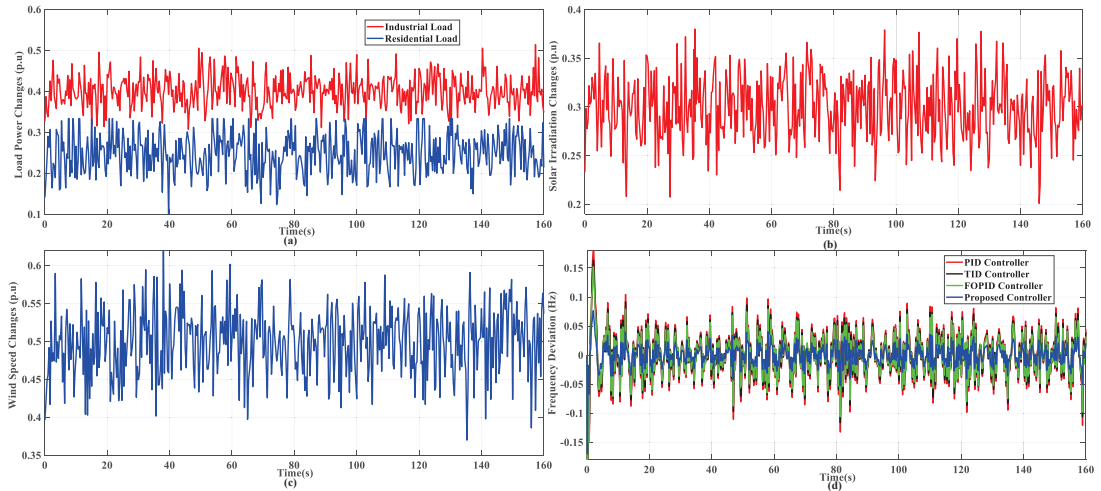 Load Power Changes (p.u)
0.6
0.5
0.4
0.3
0.2
0.1
Industrial Load
Residential Load
0 20 40 60 80 100 120 140 160
Time(s)
(a)
Solar Irradiation Changes (p.u)
0.4
0.35
0.3
0.25
0.2
0 20 40 60 80 100 120 140 160
Time(s)
(b)
Wind Speed Changes (p.u)
0.6
0.55
0.5
0.45
0.4
0.35
0 20 40 60 80 100 120 140 160
Time(s)
(c)
Frequency Deviation (Hz)
0.15
0.1
0.05
0
-0.05
-0.1
-0.15
PID Controller
TID Controller
FOPID Controller
Proposed Controller
0 20 40 60 80 100 120 140 160
Time(s)
(d)